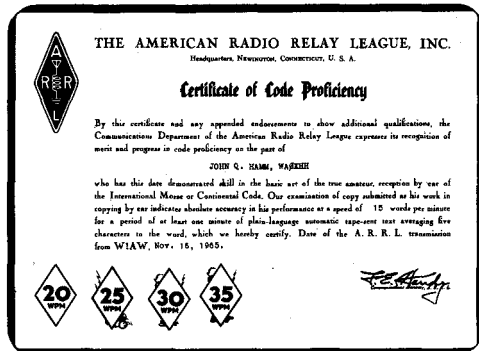 A
R R
L
THE AMERICAN RADIO RELAY LEAGUE, INC.
Headquarters, Newington, Connecticut, U. S. A.
Certificate of Code Proficiency
By this certificate and any appended endorsements to show additional qualifications, the
Communications Department of the American Radio Relay League expresses its recognition of
merit and progress in code proficiency on the part of
JOHN Q. HAMM,
who has this date demonstrated skill in the basic art of the true amateur, reception by ear of
the International Morse or Continental Code. Our examination of copy submitted as his work in
copying by ear indicates absolute accuracy in his performance at a speed of 15 words per minute
for a period of at least one minute of plain-language automatic tape-sent text averaging five
characters to the word, which we hereby certify. Date of the A. R. R. L. transmission
from W1AW, Nov. 15, 1965.
20 WPM 25 WPM 30 WPM 35 WPM
F. E. Handy